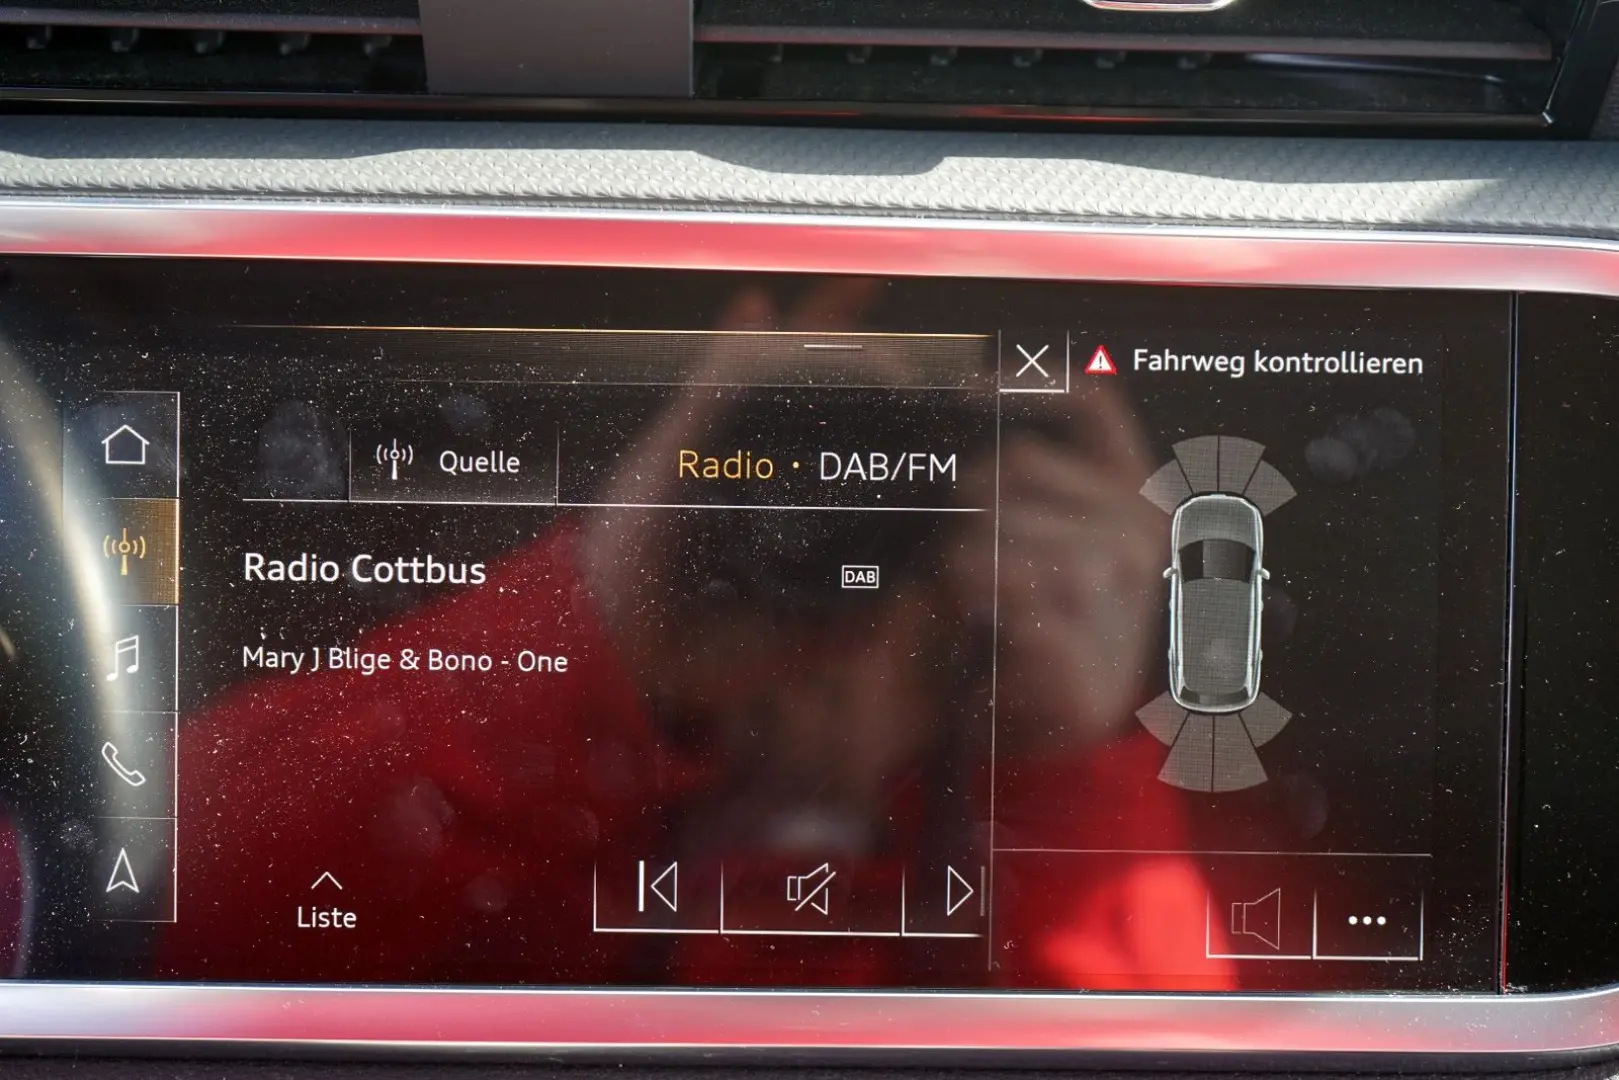 Fahrweg kontrollieren
Quelle
Radio • DAB/FM
Radio Cottbus
DAB
Mary J Blige & Bono - One
Liste